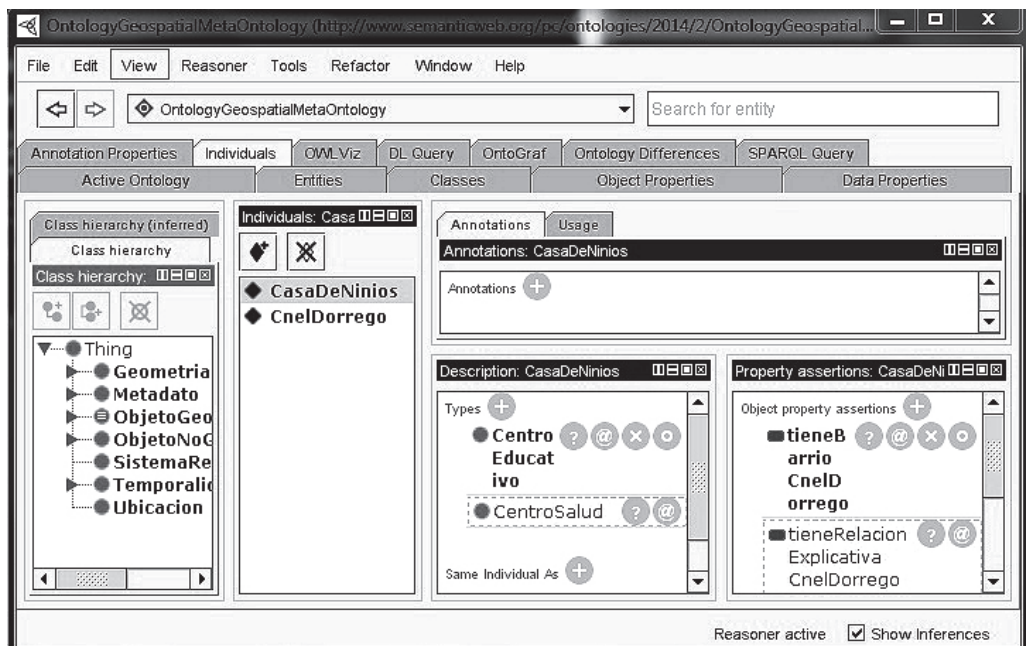 OntologyGeospatialMetaOntology (http://www.semanticweb.org/pc/ontologies/2014/2/OntologyGeospatial...
File Edit View Reasoner Tools Refactor Window Help
OntologyGeospatialMetaOntology
Search for entity
Annotation Properties Individuals OWLViz DL Query OntoGraf Ontology Differences SPARQL Query
Active Ontology Entities Classes Object Properties Data Properties
Class hierarchy (inferred)
Class hierarchy
Class hierarchy:
Thing
Geometria
Metadato
ObjetoGeo
ObjetoNoG
SistemaRe
Temporalid
Ubicacion
Individuals: Casa
CasaDeNinios
CnelDorrego
Annotations Usage
Annotations: CasaDeNinios
Annotations
Description: CasaDeNinios
Types
Centro
Educat
ivo
CentroSalud
Same Individual As
Property assertions: CasaDeNi
Object property assertions
tieneB
arrio
CnelD
orrego
tieneRelacion
Explicativa
CnelDorrego
Reasoner active Show Inferences